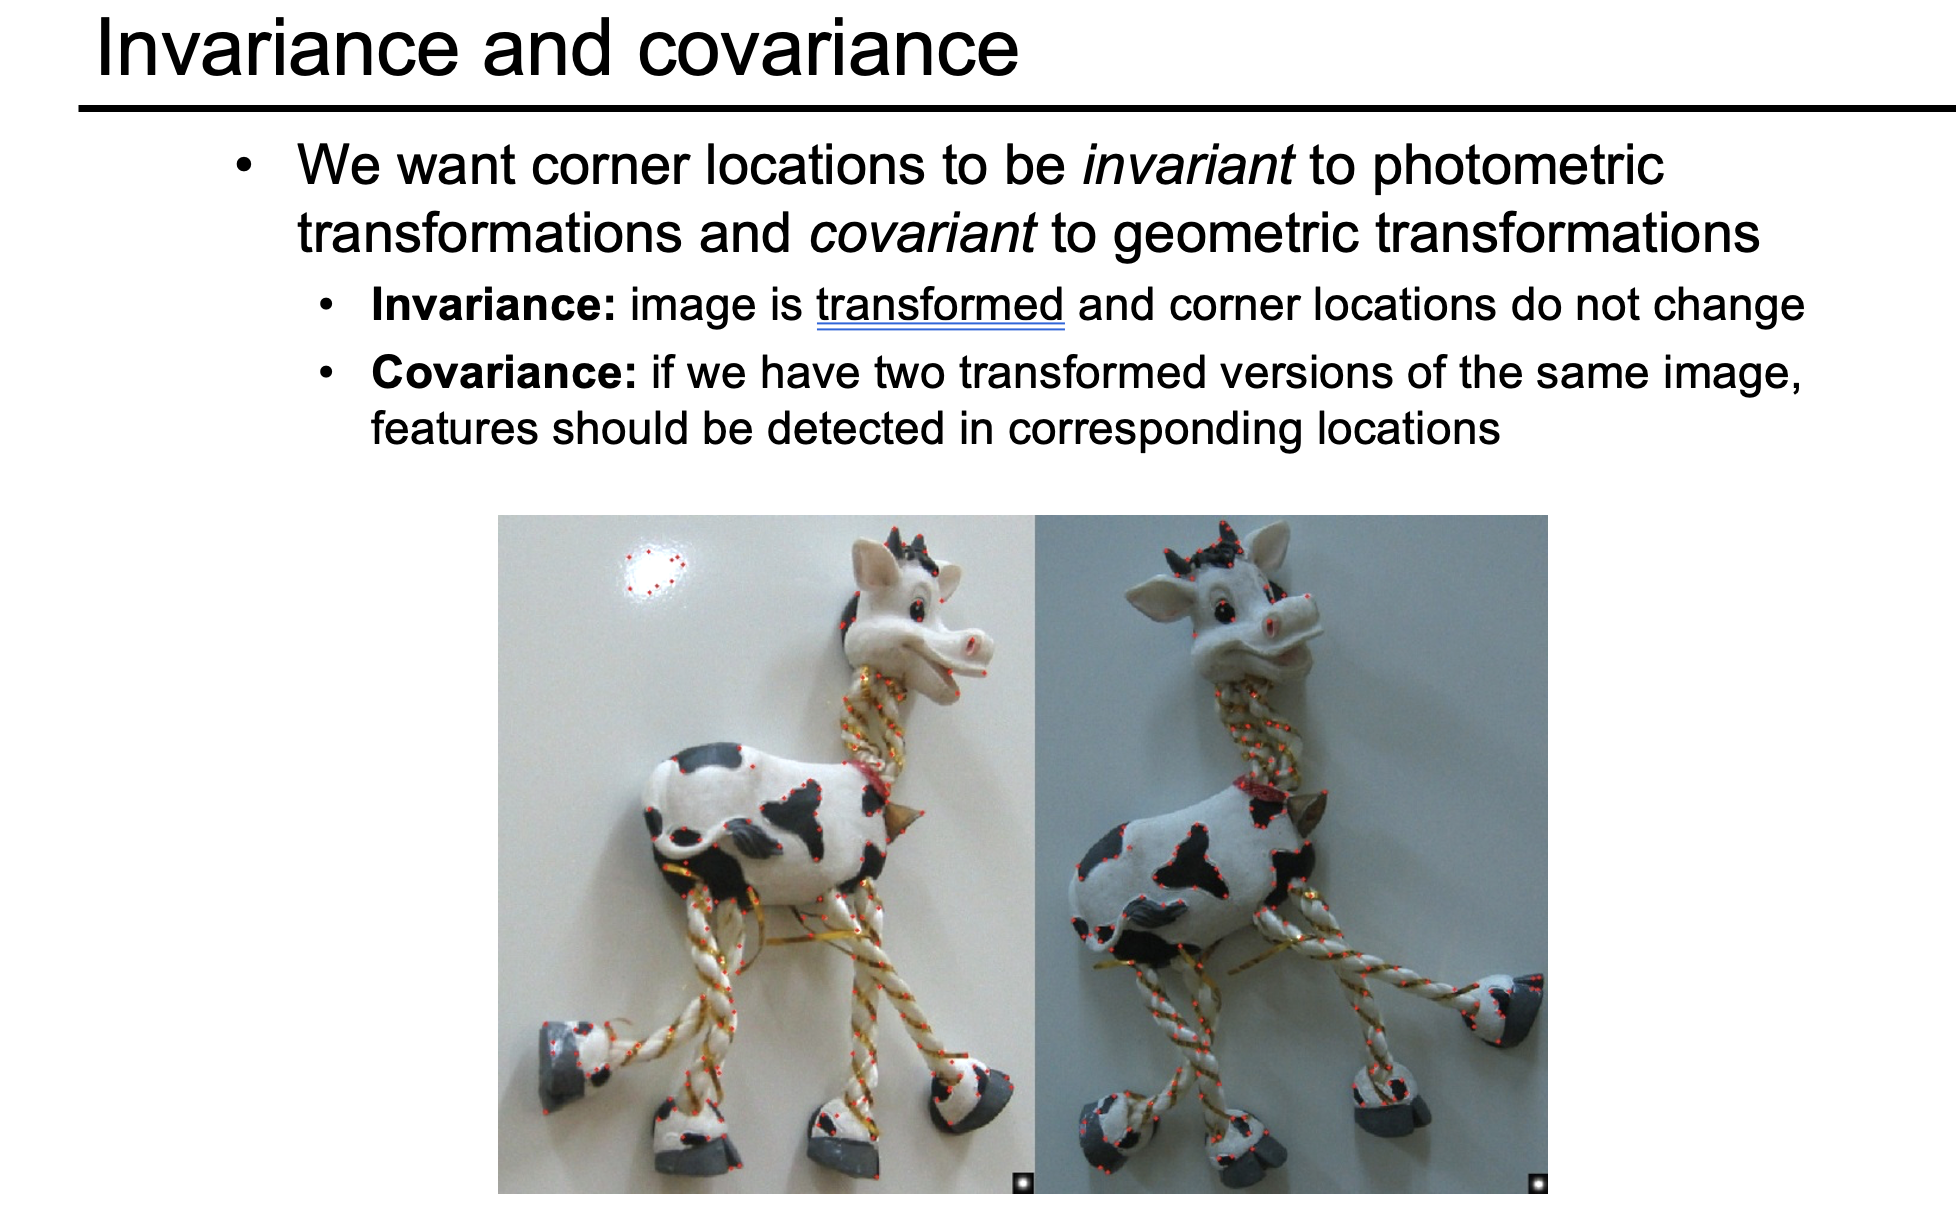 Invariance and covariance
• We want corner locations to be invariant to photometric
transformations and covariant to geometric transformations
• Invariance: image is transformed and corner locations do not change
• Covariance: if we have two transformed versions of the same image,
features should be detected in corresponding locations